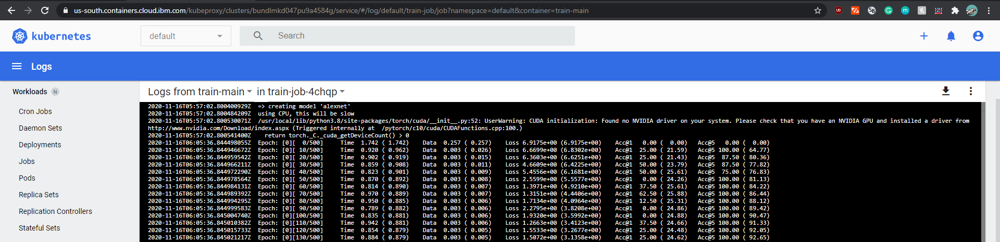 us-south.containers.cloud.ibm.com/kubeproxy/clusters/bundlmkd047pu9a4584g/service/#/log/default/train-job/job?namespace=default&container=train-main
kubernetes
default
Search
Logs
Workloads N
Cron Jobs
Daemon Sets
Deployments
Jobs
Pods
Replica Sets
Replication Controllers
Stateful Sets
Logs from train-main in train-job-4chqp
2020-11-16T05:57:02.800400929Z => creating model 'alexnet'
2020-11-16T05:57:02.800484209Z using CPU, this will be slow
2020-11-16T05:57:02.800530071Z /usr/local/lib/python3.8/site-packages/torch/cuda/__init__.py:52: UserWarning: CUDA initialization: Found no NVIDIA driver on your system. Please check that you have an NVIDIA GPU and installed a driver from
http://www.nvidia.com/Download/index.aspx (Triggered internally at /pytorch/c10/cuda/CUDAFunctions.cpp:100.)
2020-11-16T05:57:02.800541400Z return torch._C._cuda_getDeviceCount() > 0
2020-11-16T06:05:36.844498055Z Epoch: [0][ 0/500] Time 1.742 ( 1.742) Data 0.257 ( 0.257) Loss 6.9175e+00 (6.9175e+00) Acc@1 0.00 ( 0.00) Acc@5 0.00 ( 0.00)
2020-11-16T06:05:36.844946672Z Epoch: [0][ 10/500] Time 0.920 ( 0.962) Data 0.003 ( 0.026) Loss 6.6699e+00 (6.8302e+00) Acc@1 25.00 ( 21.59) Acc@5 100.00 ( 64.77)
2020-11-16T06:05:36.844959542Z Epoch: [0][ 20/500] Time 0.902 ( 0.919) Data 0.003 ( 0.015) Loss 6.3603e+00 (6.6251e+00) Acc@1 25.00 ( 21.43) Acc@5 87.50 ( 80.36)
2020-11-16T06:05:36.844966211Z Epoch: [0][ 30/500] Time 0.859 ( 0.908) Data 0.003 ( 0.011) Loss 4.6609e+00 (6.4225e+00) Acc@1 50.00 ( 23.79) Acc@5 87.50 ( 77.82)
2020-11-16T06:05:36.844972290Z Epoch: [0][ 40/500] Time 0.823 ( 0.901) Data 0.003 ( 0.009) Loss 5.4556e+00 (6.1681e+00) Acc@1 50.00 ( 25.61) Acc@5 75.00 ( 76.83)
2020-11-16T06:05:36.844978564Z Epoch: [0][ 50/500] Time 0.870 ( 0.892) Data 0.003 ( 0.008) Loss 2.5599e+00 (5.5577e+00) Acc@1 0.00 ( 24.26) Acc@5 100.00 ( 81.13)
2020-11-16T06:05:36.844984131Z Epoch: [0][ 60/500] Time 0.814 ( 0.890) Data 0.003 ( 0.007) Loss 1.3971e+00 (4.9210e+00) Acc@1 37.50 ( 25.61) Acc@5 100.00 ( 84.22)
2020-11-16T06:05:36.844989392Z Epoch: [0][ 70/500] Time 0.970 ( 0.889) Data 0.003 ( 0.007) Loss 1.3151e+00 (4.4406e+00) Acc@1 62.50 ( 25.88) Acc@5 100.00 ( 86.44)
2020-11-16T06:05:36.844994295Z Epoch: [0][ 80/500] Time 0.950 ( 0.885) Data 0.003 ( 0.006) Loss 1.7134e+00 (4.0964e+00) Acc@1 12.50 ( 25.31) Acc@5 100.00 ( 88.12)
2020-11-16T06:05:36.844999583Z Epoch: [0][ 90/500] Time 0.789 ( 0.882) Data 0.003 ( 0.006) Loss 2.2795e+00 (3.8208e+00) Acc@1 0.00 ( 24.86) Acc@5 100.00 ( 89.42)
2020-11-16T06:05:36.845004740Z Epoch: [0][100/500] Time 0.835 ( 0.881) Data 0.003 ( 0.006) Loss 1.9320e+00 (3.5992e+00) Acc@1 0.00 ( 24.88) Acc@5 100.00 ( 90.47)
2020-11-16T06:05:36.845010382Z Epoch: [0][110/500] Time 0.942 ( 0.881) Data 0.003 ( 0.006) Loss 1.2663e+00 (3.4123e+00) Acc@1 37.50 ( 24.66) Acc@5 100.00 ( 91.33)
2020-11-16T06:05:36.845015733Z Epoch: [0][120/500] Time 0.854 ( 0.879) Data 0.003 ( 0.005) Loss 1.5533e+00 (3.2677e+00) Acc@1 25.00 ( 24.48) Acc@5 100.00 ( 92.05)
2020-11-16T06:05:36.845021217Z Epoch: [0][130/500] Time 0.884 ( 0.879) Data 0.003 ( 0.005) Loss 1.5072e+00 (3.1358e+00) Acc@1 25.00 ( 24.62) Acc@5 100.00 ( 92.65)